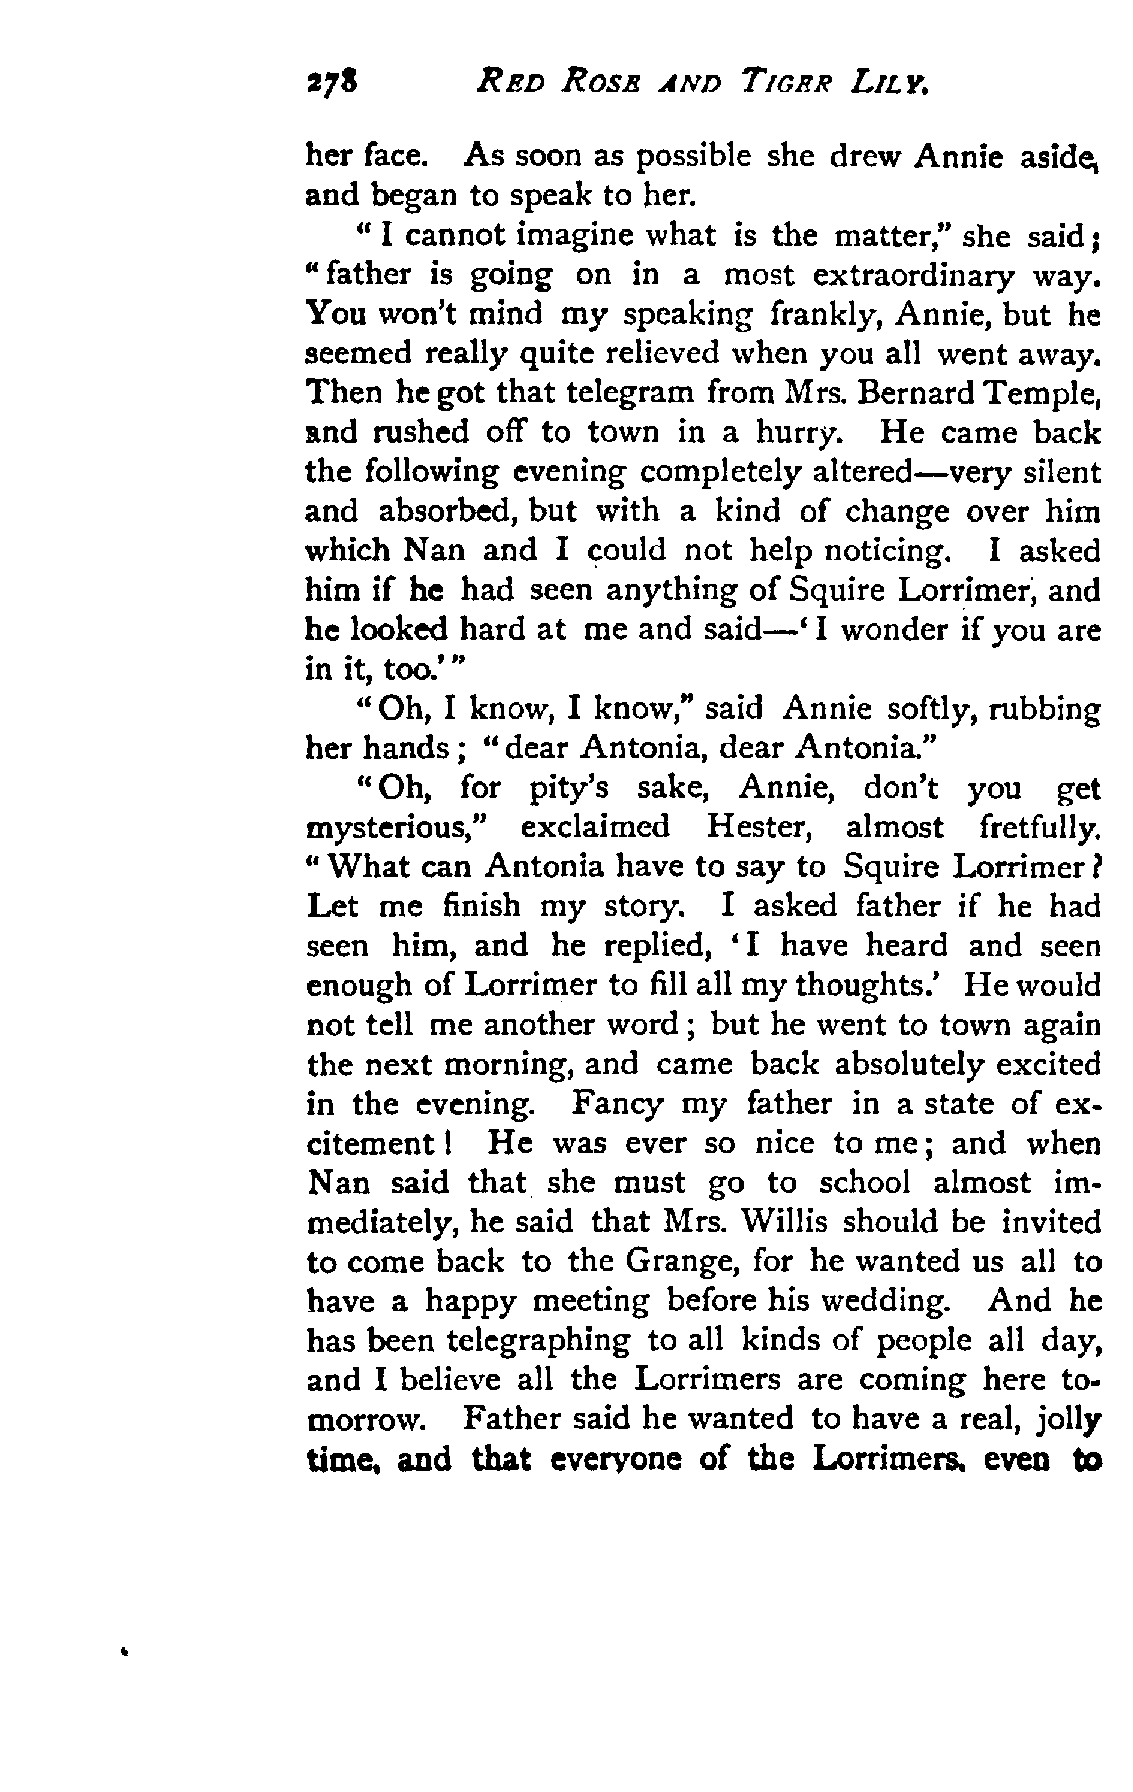 278 RED ROSE AND TIGER LILY.
her face. As soon as possible she drew Annie aside,
and began to speak to her.
“I cannot imagine what is the matter,” she said;
“father is going on in a most extraordinary way.
You won't mind my speaking frankly, Annie, but he
seemed really quite relieved when you all went away.
Then he got that telegram from Mrs. Bernard Temple,
and rushed off to town in a hurry. He came back
the following evening completely altered—very silent
and absorbed, but with a kind of change over him
which Nan and I could not help noticing. I asked
him if he had seen anything of Squire Lorrimer, and
he looked hard at me and said—‘I wonder if you are
in it, too.’”
“Oh, I know, I know,” said Annie softly, rubbing
her hands; “dear Antonia, dear Antonia.”
“Oh, for pity's sake, Annie, don't you get
mysterious,” exclaimed Hester, almost fretfully.
“What can Antonia have to say to Squire Lorrimer?
Let me finish my story. I asked father if he had
seen him, and he replied, ‘I have heard and seen
enough of Lorrimer to fill all my thoughts.’ He would
not tell me another word; but he went to town again
the next morning, and came back absolutely excited
in the evening. Fancy my father in a state of ex-
citement! He was ever so nice to me; and when
Nan said that she must go to school almost im-
mediately, he said that Mrs. Willis should be invited
to come back to the Grange, for he wanted us all to
have a happy meeting before his wedding. And he
has been telegraphing to all kinds of people all day,
and I believe all the Lorrimers are coming here to-
morrow. Father said he wanted to have a real, jolly
time, and that everyone of the Lorrimers, even to